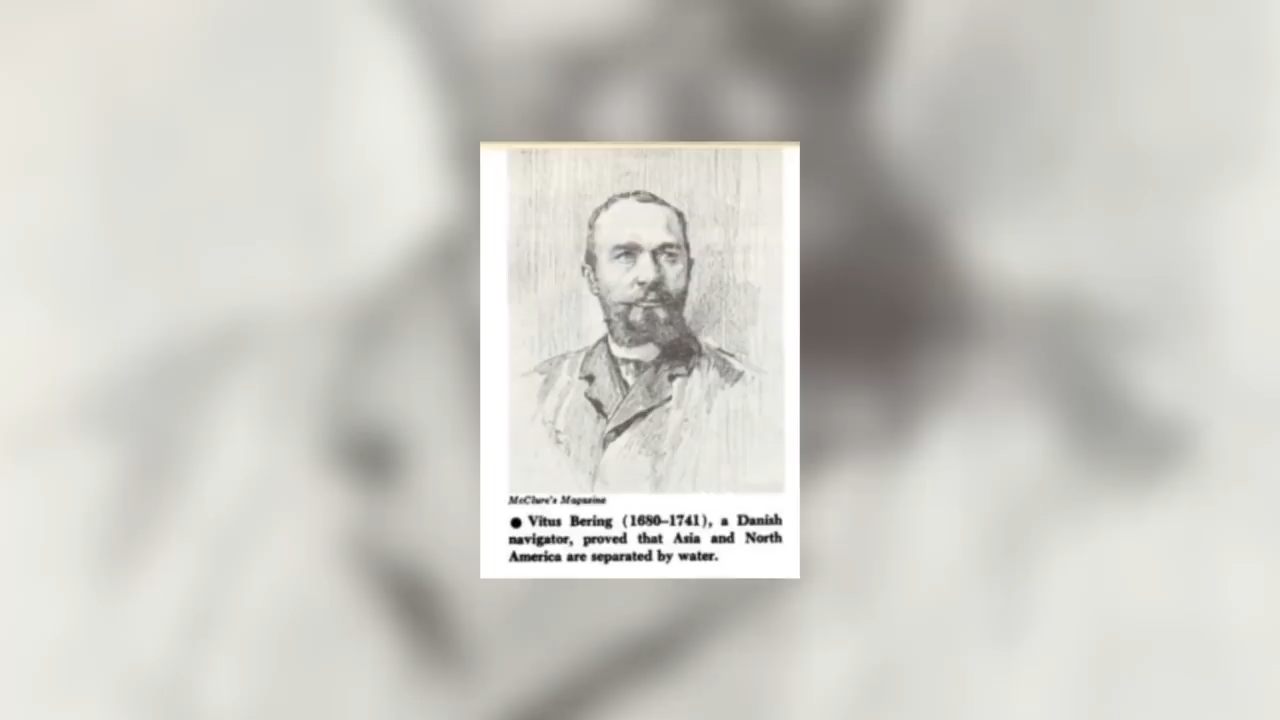 McClure's Magazine
● Vitus Bering (1680–1741), a Danish
navigator, proved that Asia and North
America are separated by water.